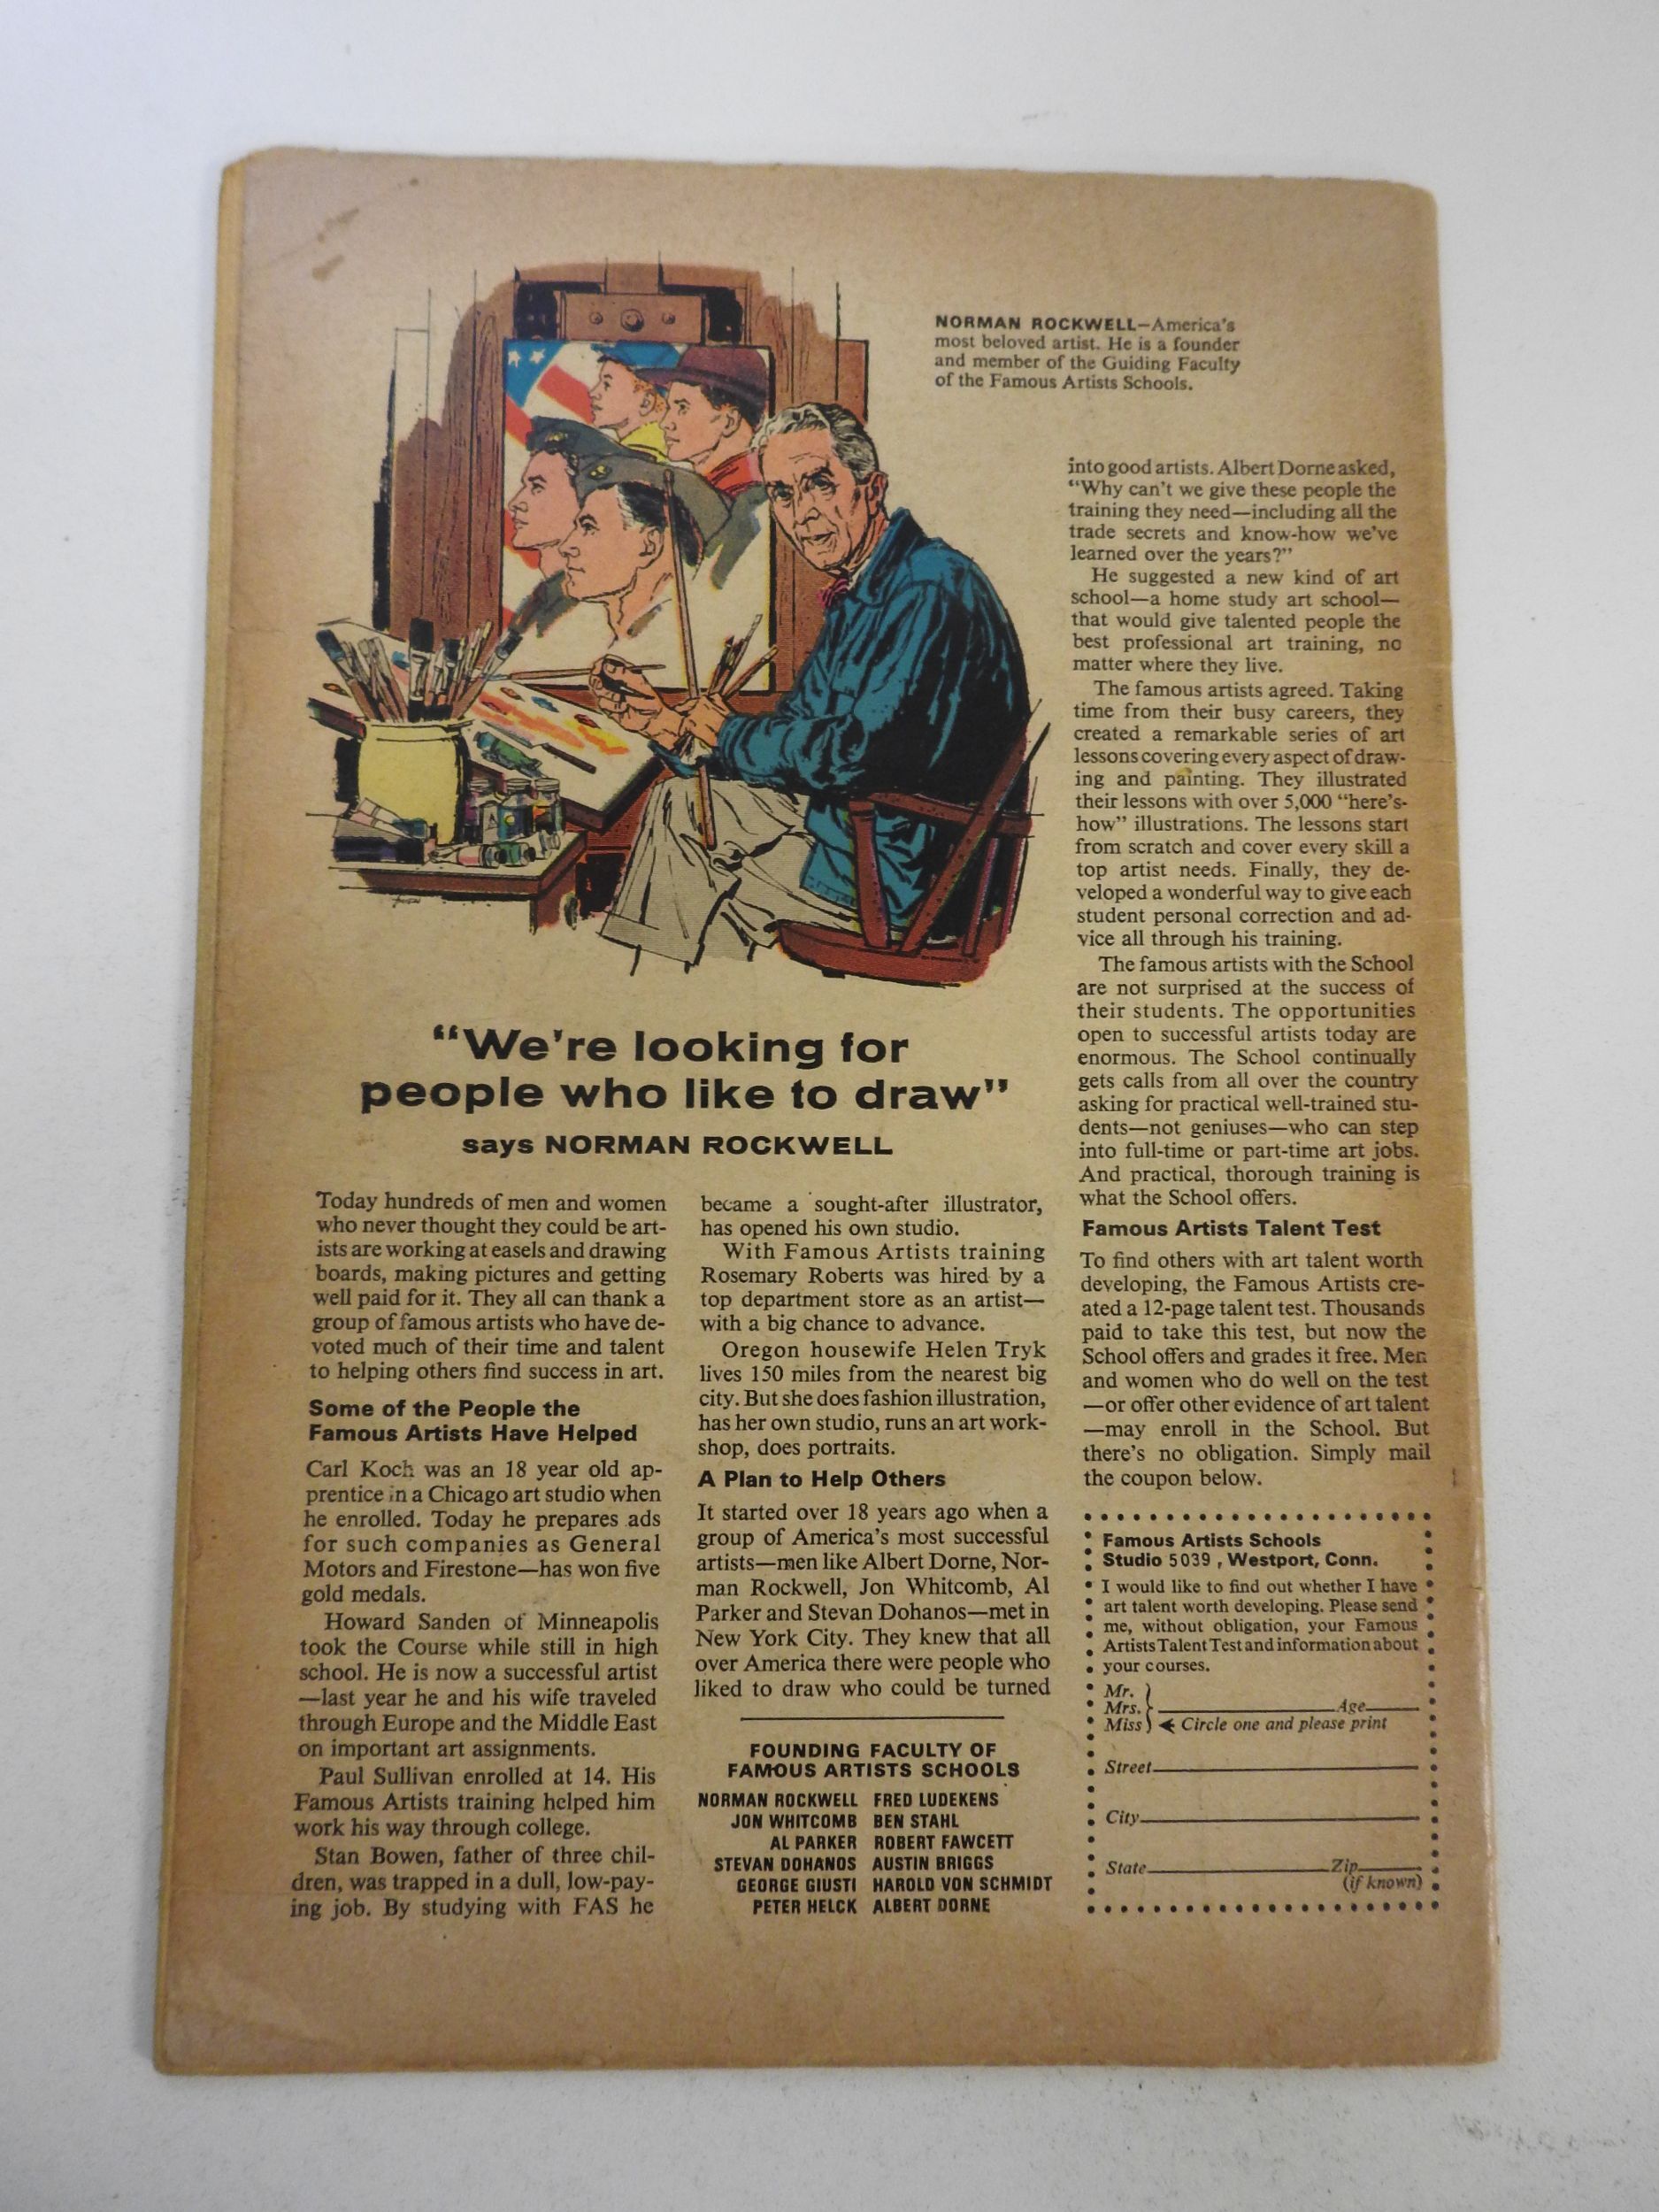 NORMAN ROCKWELL—America's
most beloved artist. He is a founder
and member of the Guiding Faculty
of the Famous Artists Schools.
"We're looking for
people who like to draw"
says NORMAN ROCKWELL
Today hundreds of men and women
who never thought they could be art-
ists are working at easels and drawing
boards, making pictures and getting
well paid for it. They all can thank a
group of famous artists who have de-
voted much of their time and talent
to helping others find success in art.
Some of the People the
Famous Artists Have Helped
Carl Koch was an 18 year old ap-
prentice in a Chicago art studio when
he enrolled. Today he prepares ads
for such companies as General
Motors and Firestone—has won five
gold medals.
Howard Sanden of Minneapolis
took the Course while still in high
school. He is now a successful artist
—last year he and his wife traveled
through Europe and the Middle East
on important art assignments.
Paul Sullivan enrolled at 14. His
Famous Artists training helped him
work his way through college.
Stan Bowen, father of three chil-
dren, was trapped in a dull, low-pay-
ing job. By studying with FAS he
became a sought-after illustrator,
has opened his own studio.
With Famous Artists training
Rosemary Roberts was hired by a
top department store as an artist—
with a big chance to advance.
Oregon housewife Helen Tryk
lives 150 miles from the nearest big
city. But she does fashion illustration,
has her own studio, runs an art work-
shop, does portraits.
A Plan to Help Others
It started over 18 years ago when a
group of America's most successful
artists—men like Albert Dorne, Nor-
man Rockwell, Jon Whitcomb, Al
Parker and Stevan Dohanos—met in
New York City. They knew that all
over America there were people who
liked to draw who could be turned
FOUNDING FACULTY OF
FAMOUS ARTISTS SCHOOLS
NORMAN ROCKWELL FRED LUDEKENS
JON WHITCOMB BEN STAHL
AL PARKER ROBERT FAWCETT
STEVAN DOHANOS AUSTIN BRIGGS
GEORGE GIUSTI HAROLD VON SCHMIDT
PETER HELCK ALBERT DORNE
into good artists. Albert Dorne asked,
"Why can't we give these people the
training they need—including all the
trade secrets and know-how we've
learned over the years?"
He suggested a new kind of art
school—a home study art school—
that would give talented people the
best professional art training, no
matter where they live.
The famous artists agreed. Taking
time from their busy careers, they
created a remarkable series of art
lessons covering every aspect of draw-
ing and painting. They illustrated
their lessons with over 5,000 "here's-
how" illustrations. The lessons start
from scratch and cover every skill a
top artist needs. Finally, they de-
veloped a wonderful way to give each
student personal correction and ad-
vice all through his training.
The famous artists with the School
are not surprised at the success of
their students. The opportunities
open to successful artists today are
enormous. The School continually
gets calls from all over the country
asking for practical well-trained stu-
dents—not geniuses—who can step
into full-time or part-time art jobs.
And practical, thorough training is
what the School offers.
Famous Artists Talent Test
To find others with art talent worth
developing, the Famous Artists cre-
ated a 12-page talent test. Thousands
paid to take this test, but now the
School offers and grades it free. Men
and women who do well on the test
—or offer other evidence of art talent
—may enroll in the School. But
there's no obligation. Simply mail
the coupon below.
Famous Artists Schools
Studio 5039, Westport, Conn.
I would like to find out whether I have
art talent worth developing. Please send
me, without obligation, your Famous
Artists Talent Test and information about
your courses.
Mr.
Mrs. Age
Miss Circle one and please print
Street
City
State Zip
(if known)